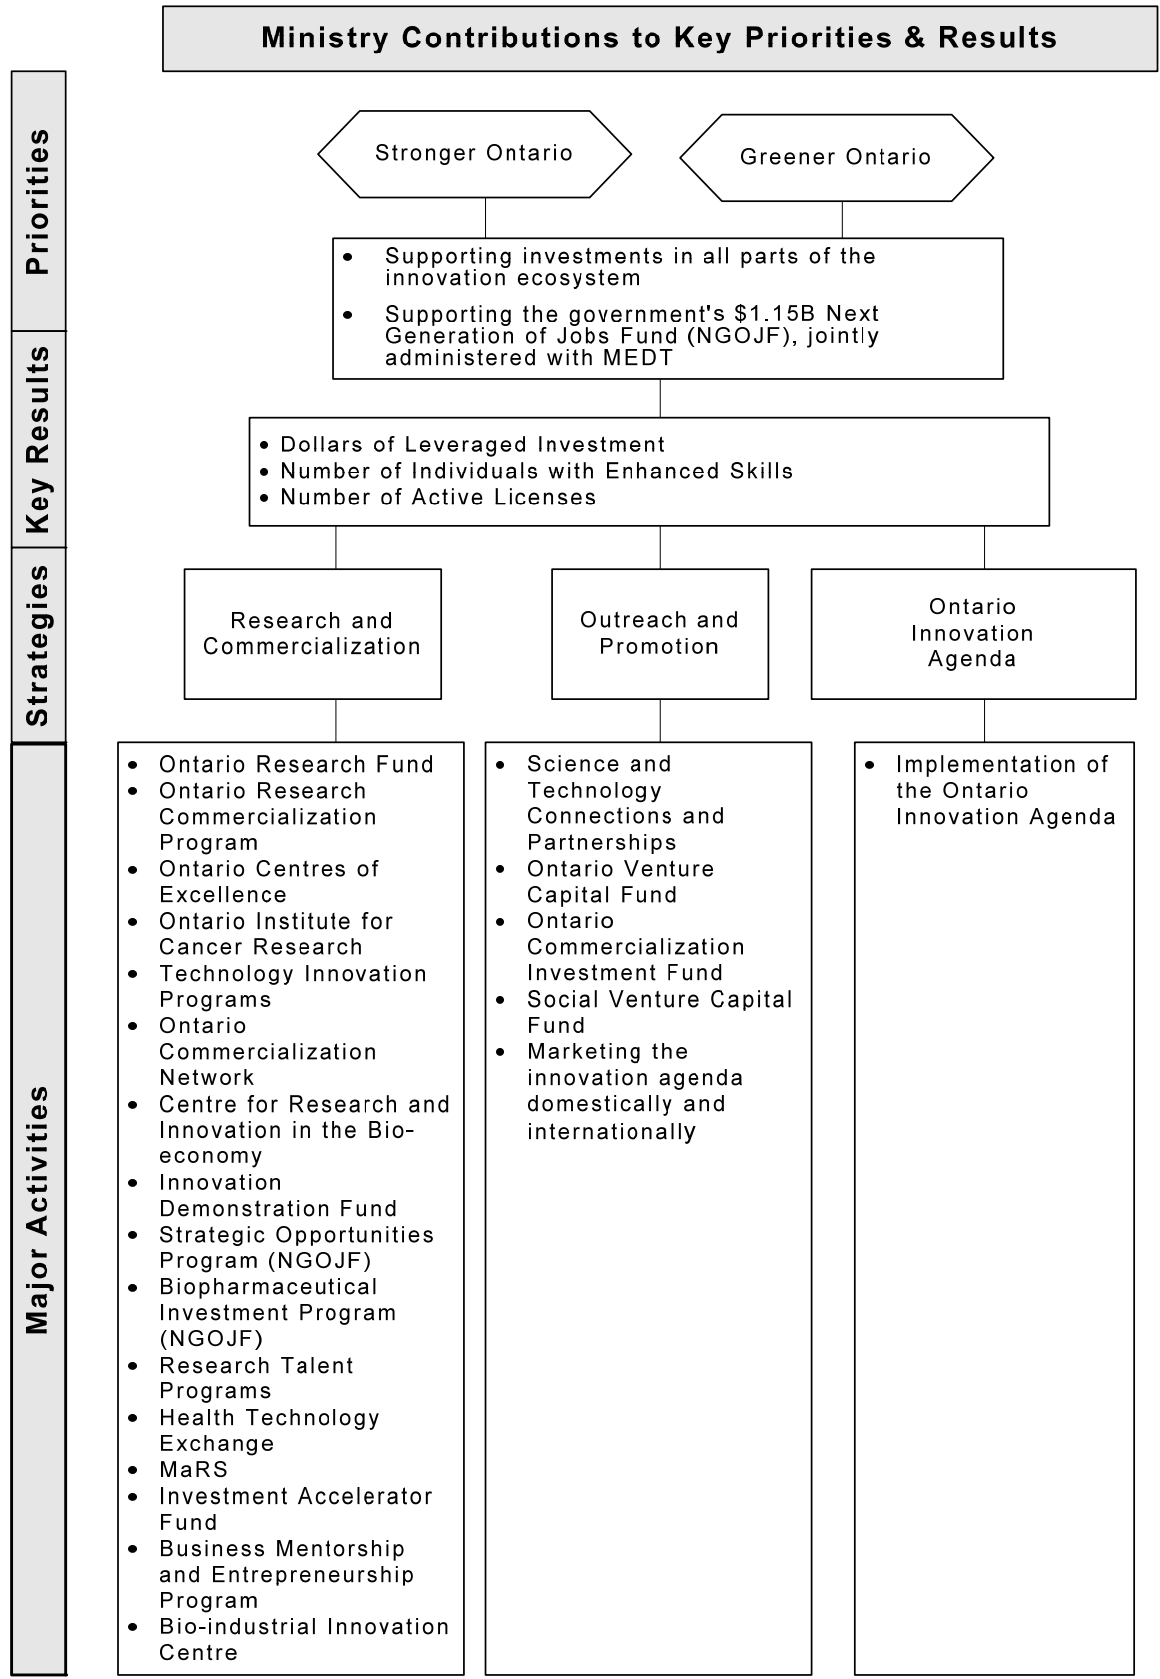 Ministry Contributions to Key Priorities & Results
Priorities
Stronger Ontario
Greener Ontario
• Supporting investments in all parts of the
innovation ecosystem
• Supporting the government's $1.15B Next
Generation of Jobs Fund (NGOJF), jointly
administered with MEDT
Key Results
• Dollars of Leveraged Investment
• Number of Individuals with Enhanced Skills
• Number of Active Licenses
Strategies
Research and
Commercialization
Outreach and
Promotion
Ontario
Innovation
Agenda
Major Activities
• Ontario Research Fund
• Ontario Research
Commercialization
Program
• Ontario Centres of
Excellence
• Ontario Institute for
Cancer Research
• Technology Innovation
Programs
• Ontario
Commercialization
Network
• Centre for Research and
Innovation in the Bio-
economy
• Innovation
Demonstration Fund
• Strategic Opportunities
Program (NGOJF)
• Biopharmaceutical
Investment Program
(NGOJF)
• Research Talent
Programs
• Health Technology
Exchange
• MaRS
• Investment Accelerator
Fund
• Business Mentorship
and Entrepreneurship
Program
• Bio-industrial Innovation
Centre
• Science and
Technology
Connections and
Partnerships
• Ontario Venture
Capital Fund
• Ontario
Commercialization
Investment Fund
• Social Venture Capital
Fund
• Marketing the
innovation agenda
domestically and
internationally
• Implementation of
the Ontario
Innovation Agenda